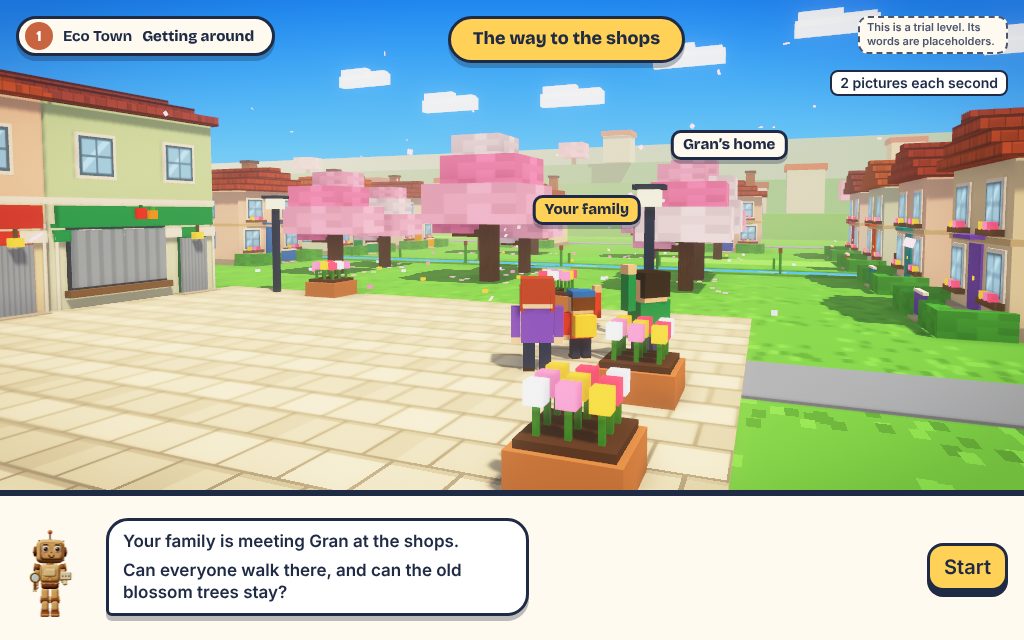 1 Eco Town Getting around
The way to the shops
This is a trial level. Its
words are placeholders.
2 pictures each second
Gran's home
Your family
Your family is meeting Gran at the shops.
Can everyone walk there, and can the old
blossom trees stay?
Start